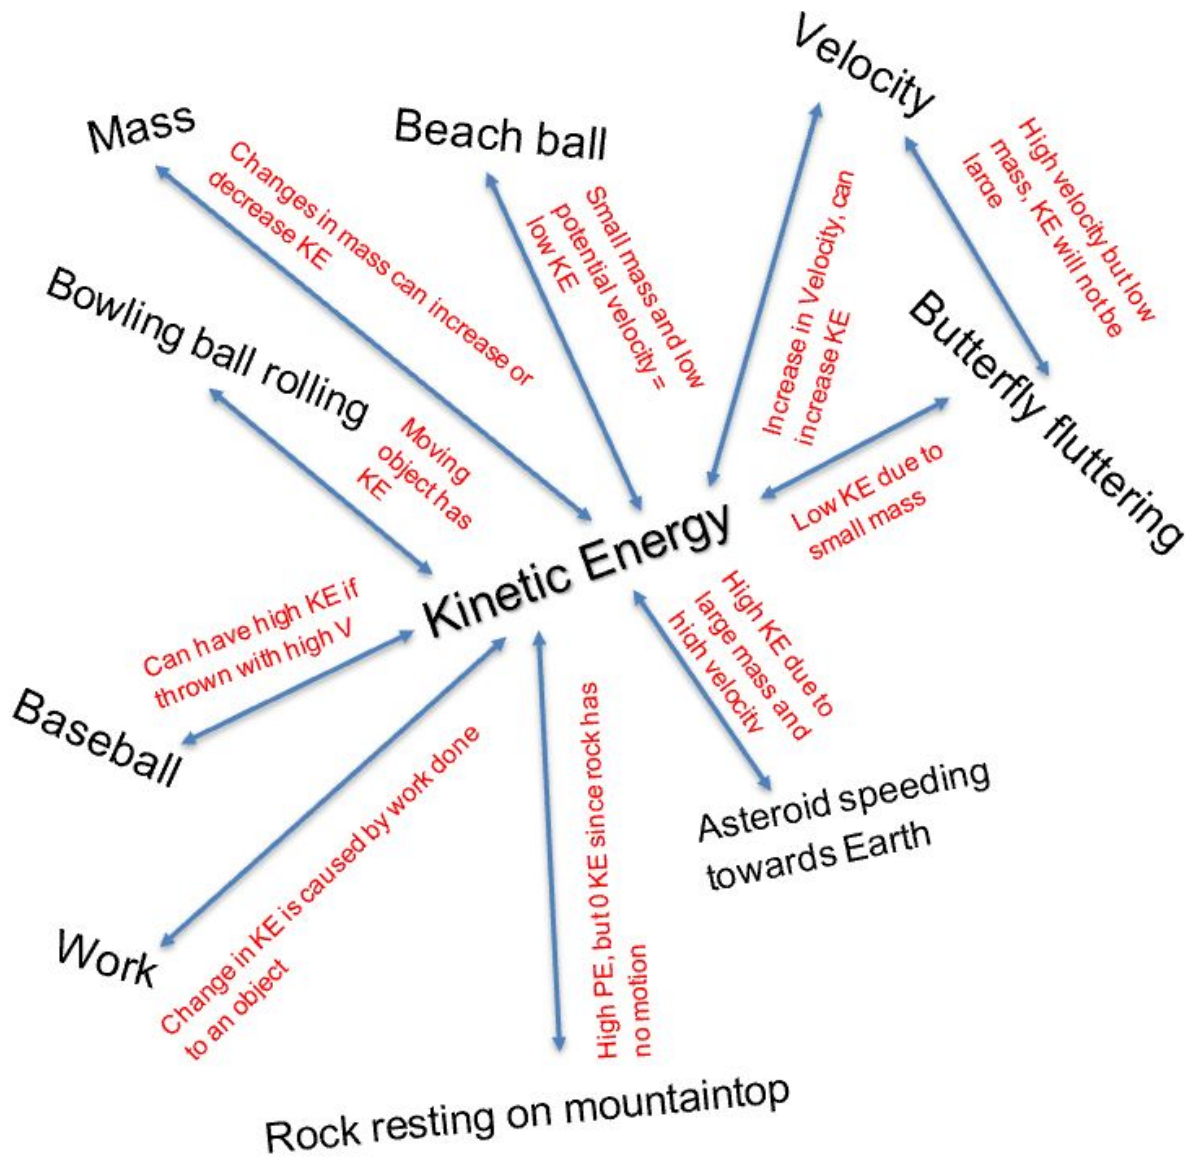 Velocity
Mass
Beach ball
High velocity but low
mass, KE will not be
large
Changes in mass can increase or
decrease KE
Small mass and low
potential velocity =
low KE
Increase in Velocity, can
increase KE
Bowling ball rolling
Butterfly fluttering
Moving
object has
KE
Low KE due to
small mass
Kinetic Energy
Can have high KE if
thrown with high V
High KE due to
large mass and
high velocity
Baseball
Change in KE is caused by work done
to an object
High PE, but 0 KE since rock has
no motion
Asteroid speeding
towards Earth
Work
Rock resting on mountaintop